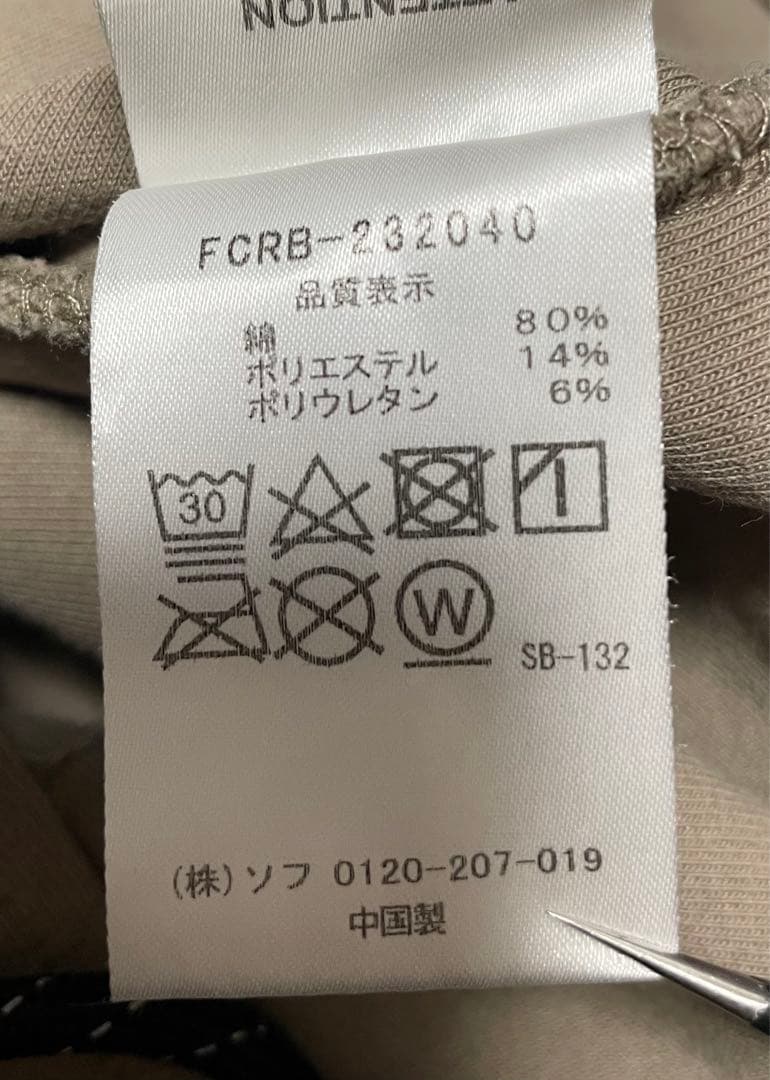 ATTENTION
FCRB-232040
品質表示
綿 80%
ポリエステル 14%
ポリウレタン 6%
30
W
SB-132
(株)ソフ 0120-207-019
中国製